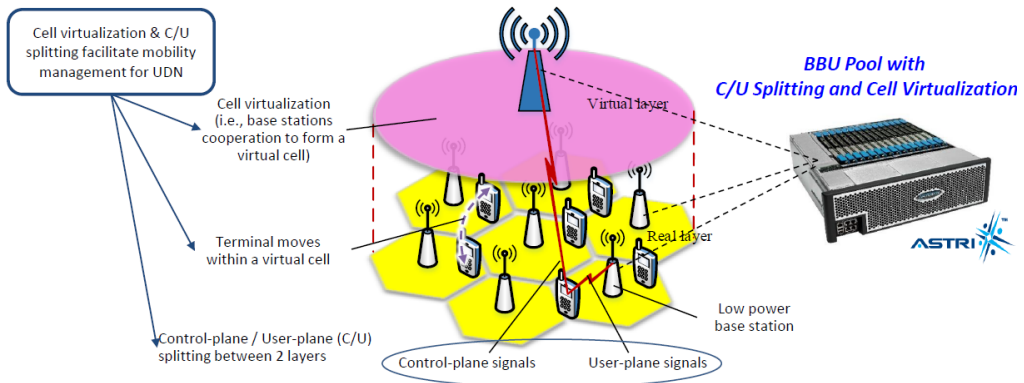 Cell virtualization & C/U
splitting facilitate mobility
management for UDN
Cell virtualization
(i.e., base stations
cooperation to form a
virtual cell)
Terminal moves
within a virtual cell
Control-plane / User-plane (C/U)
splitting between 2 layers
Virtual layer
Real layer
Low power
base station
Control-plane signals
User-plane signals
BBU Pool with
C/U Splitting and Cell Virtualization
ASTRI
TM